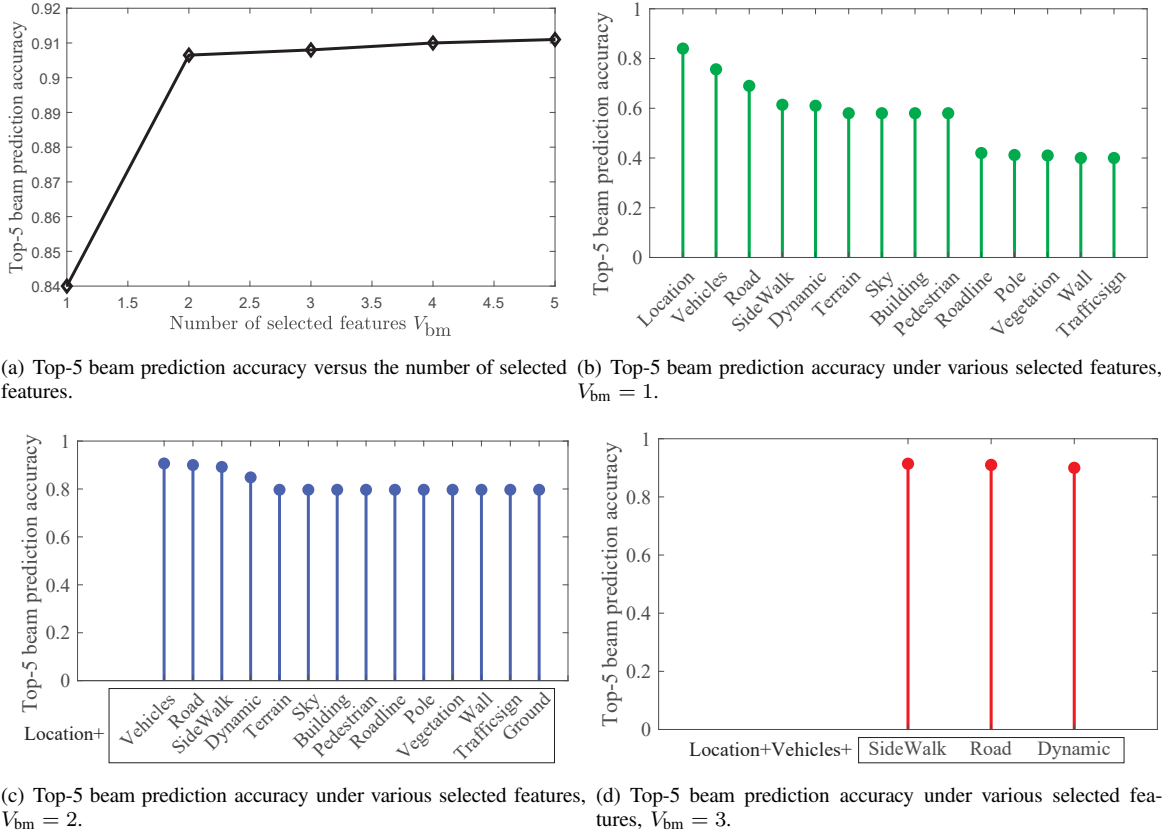 0.92
0.91
0.9
0.89
0.88
0.87
0.86
0.85
0.84
1 1.5 2 2.5 3 3.5 4 4.5 5
Top-5 beam prediction accuracy
Number of selected features V_bm
1
0.8
0.6
0.4
0.2
0
Top-5 beam prediction accuracy
Location Vehicles Road SideWalk Dynamic Terrain Sky Building Pedestrian Roadline Pole Vegetation Wall Trafficsign
(a) Top-5 beam prediction accuracy versus the number of selected
features.
(b) Top-5 beam prediction accuracy under various selected features,
V_bm = 1.
1
0.8
0.6
0.4
0.2
0
Top-5 beam prediction accuracy
Location+ Vehicles Road SideWalk Dynamic Terrain Sky Building Pedestrian Roadline Pole Vegetation Wall Trafficsign Ground
1
0.8
0.6
0.4
0.2
0
Top-5 beam prediction accuracy
Location+Vehicles+ SideWalk Road Dynamic
(c) Top-5 beam prediction accuracy under various selected features,
V_bm = 2.
(d) Top-5 beam prediction accuracy under various selected fea-
tures, V_bm = 3.